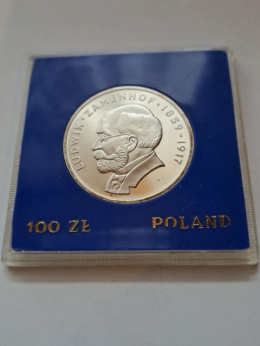 LUDWIK · ZAMENHOF · 1859 - 1917
100 ZŁ POLAND